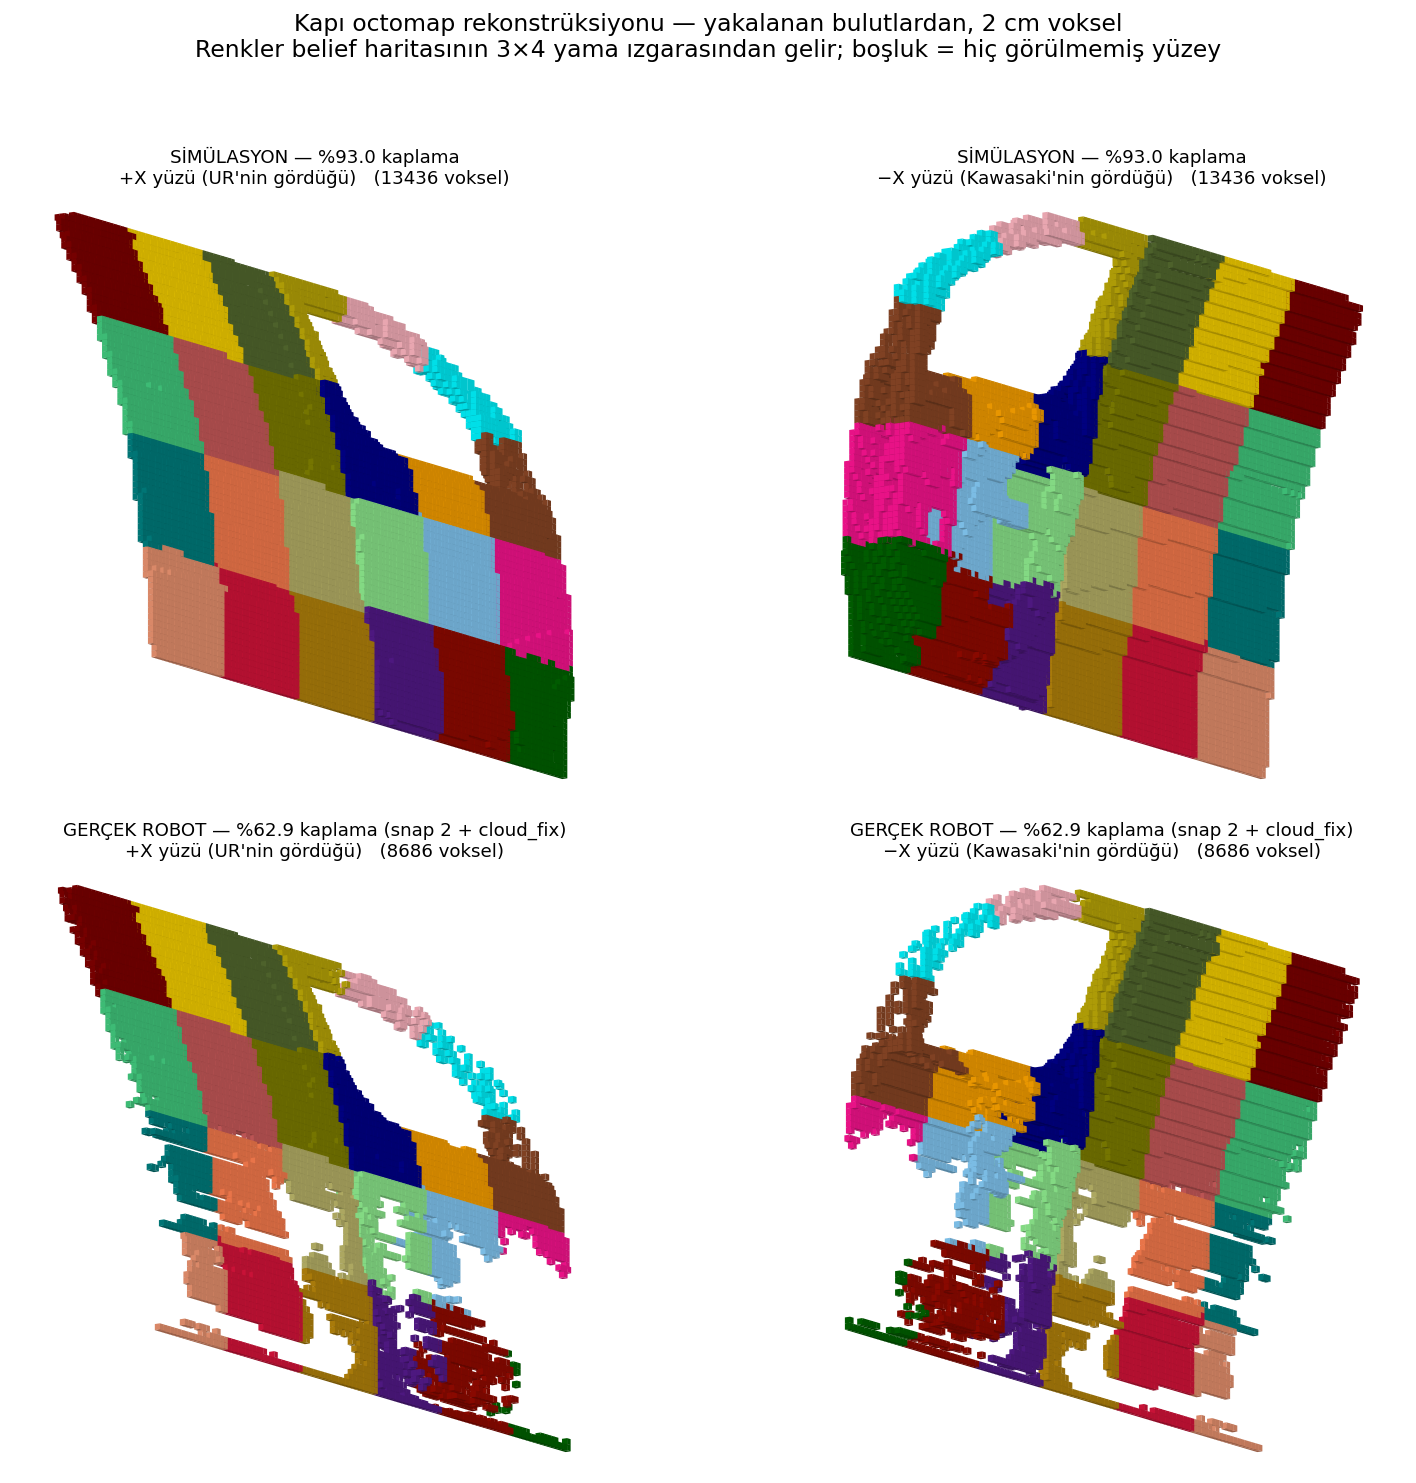 Kapı octomap rekonstrüksiyonu — yakalanan bulutlardan, 2 cm voksel
Renkler belief haritasının 3×4 yama ızgarasından gelir; boşluk = hiç görülmemiş yüzey
SİMÜLASYON — %93.0 kaplama
+X yüzü (UR'nin gördüğü)   (13436 voksel)
SİMÜLASYON — %93.0 kaplama
−X yüzü (Kawasaki'nin gördüğü)   (13436 voksel)
GERÇEK ROBOT — %62.9 kaplama (snap 2 + cloud_fix)
+X yüzü (UR'nin gördüğü)   (8686 voksel)
GERÇEK ROBOT — %62.9 kaplama (snap 2 + cloud_fix)
−X yüzü (Kawasaki'nin gördüğü)   (8686 voksel)